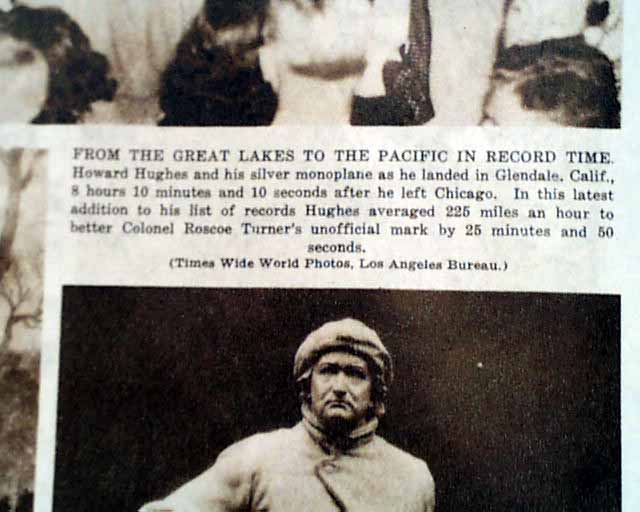 FROM THE GREAT LAKES TO THE PACIFIC IN RECORD TIME.
Howard Hughes and his silver monoplane as he landed in Glendale. Calif.,
8 hours 10 minutes and 10 seconds after he left Chicago. In this latest
addition to his list of records Hughes averaged 225 miles an hour to
better Colonel Roscoe Turner's unofficial mark by 25 minutes and 50
seconds.
(Times Wide World Photos, Los Angeles Bureau.)